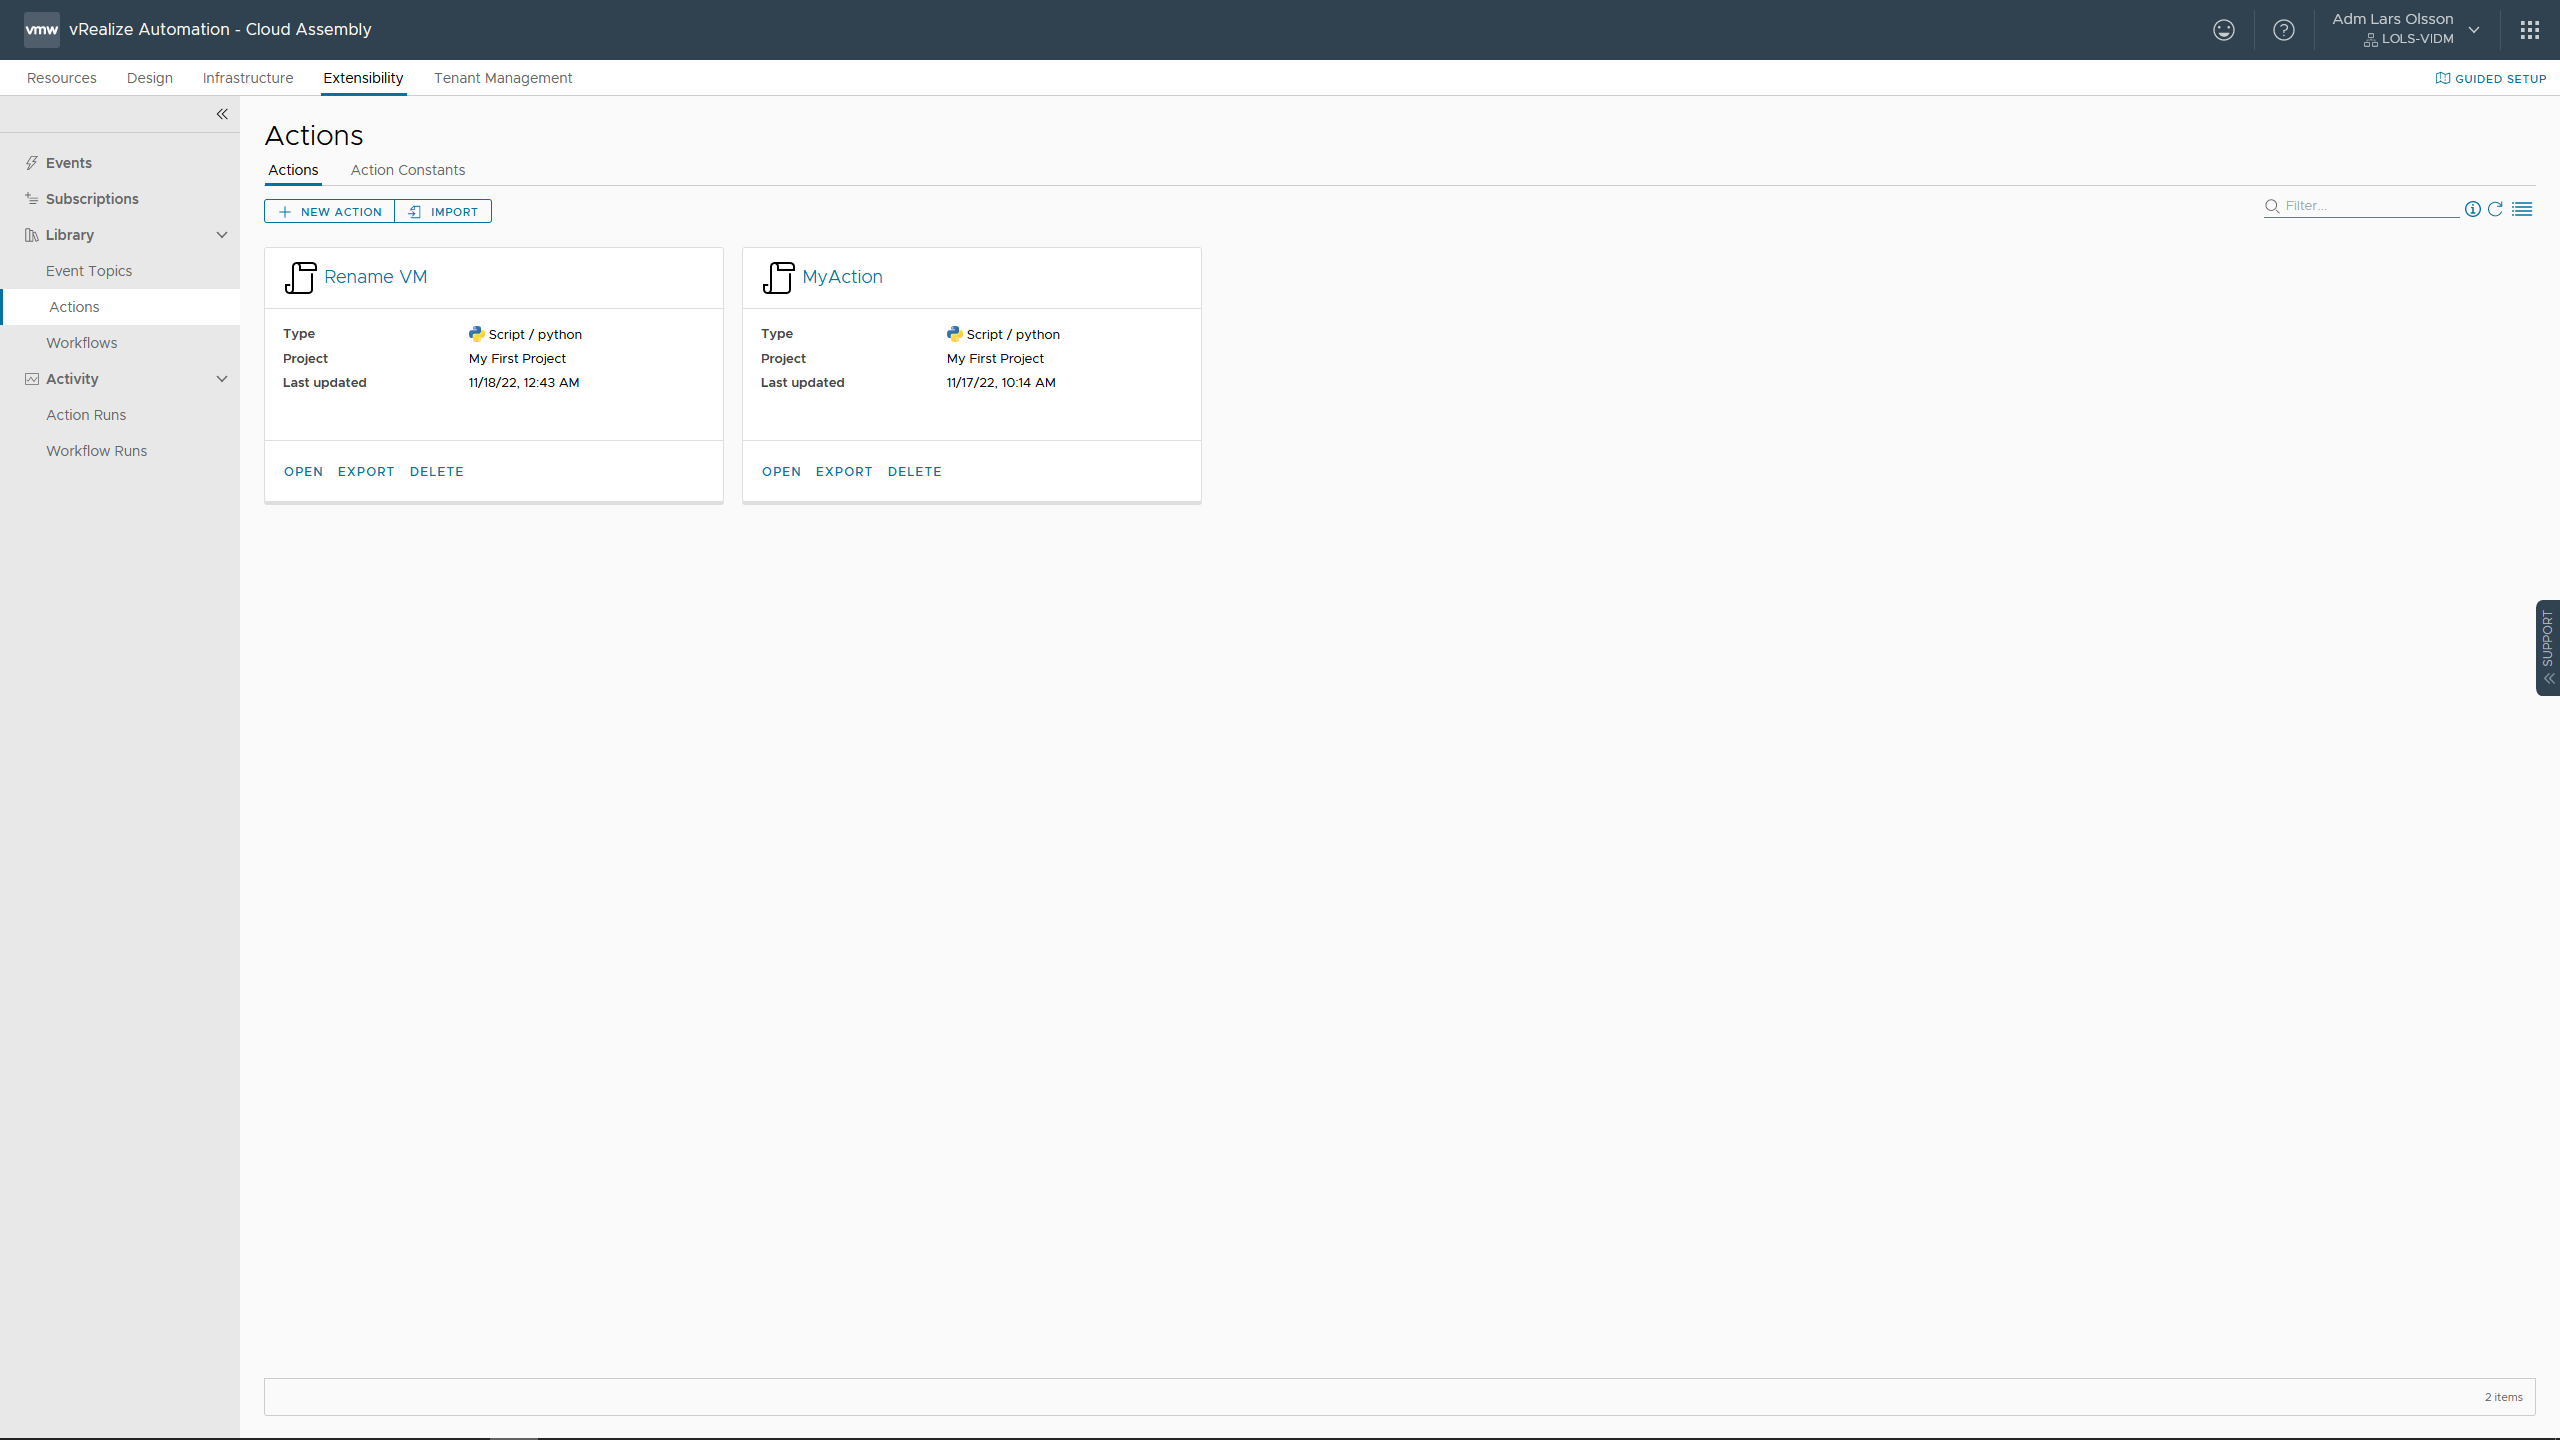 vmw vRealize Automation - Cloud Assembly
Adm Lars Olsson
LOLS-VIDM
Resources Design Infrastructure Extensibility Tenant Management GUIDED SETUP
Events
Subscriptions
Library
Event Topics
Actions
Workflows
Activity
Action Runs
Workflow Runs
Actions
Actions Action Constants
NEW ACTION IMPORT Filter...
Rename VM
Type Script / python
Project My First Project
Last updated 11/18/22, 12:43 AM
OPEN EXPORT DELETE
MyAction
Type Script / python
Project My First Project
Last updated 11/17/22, 10:14 AM
OPEN EXPORT DELETE
SUPPORT
2 items